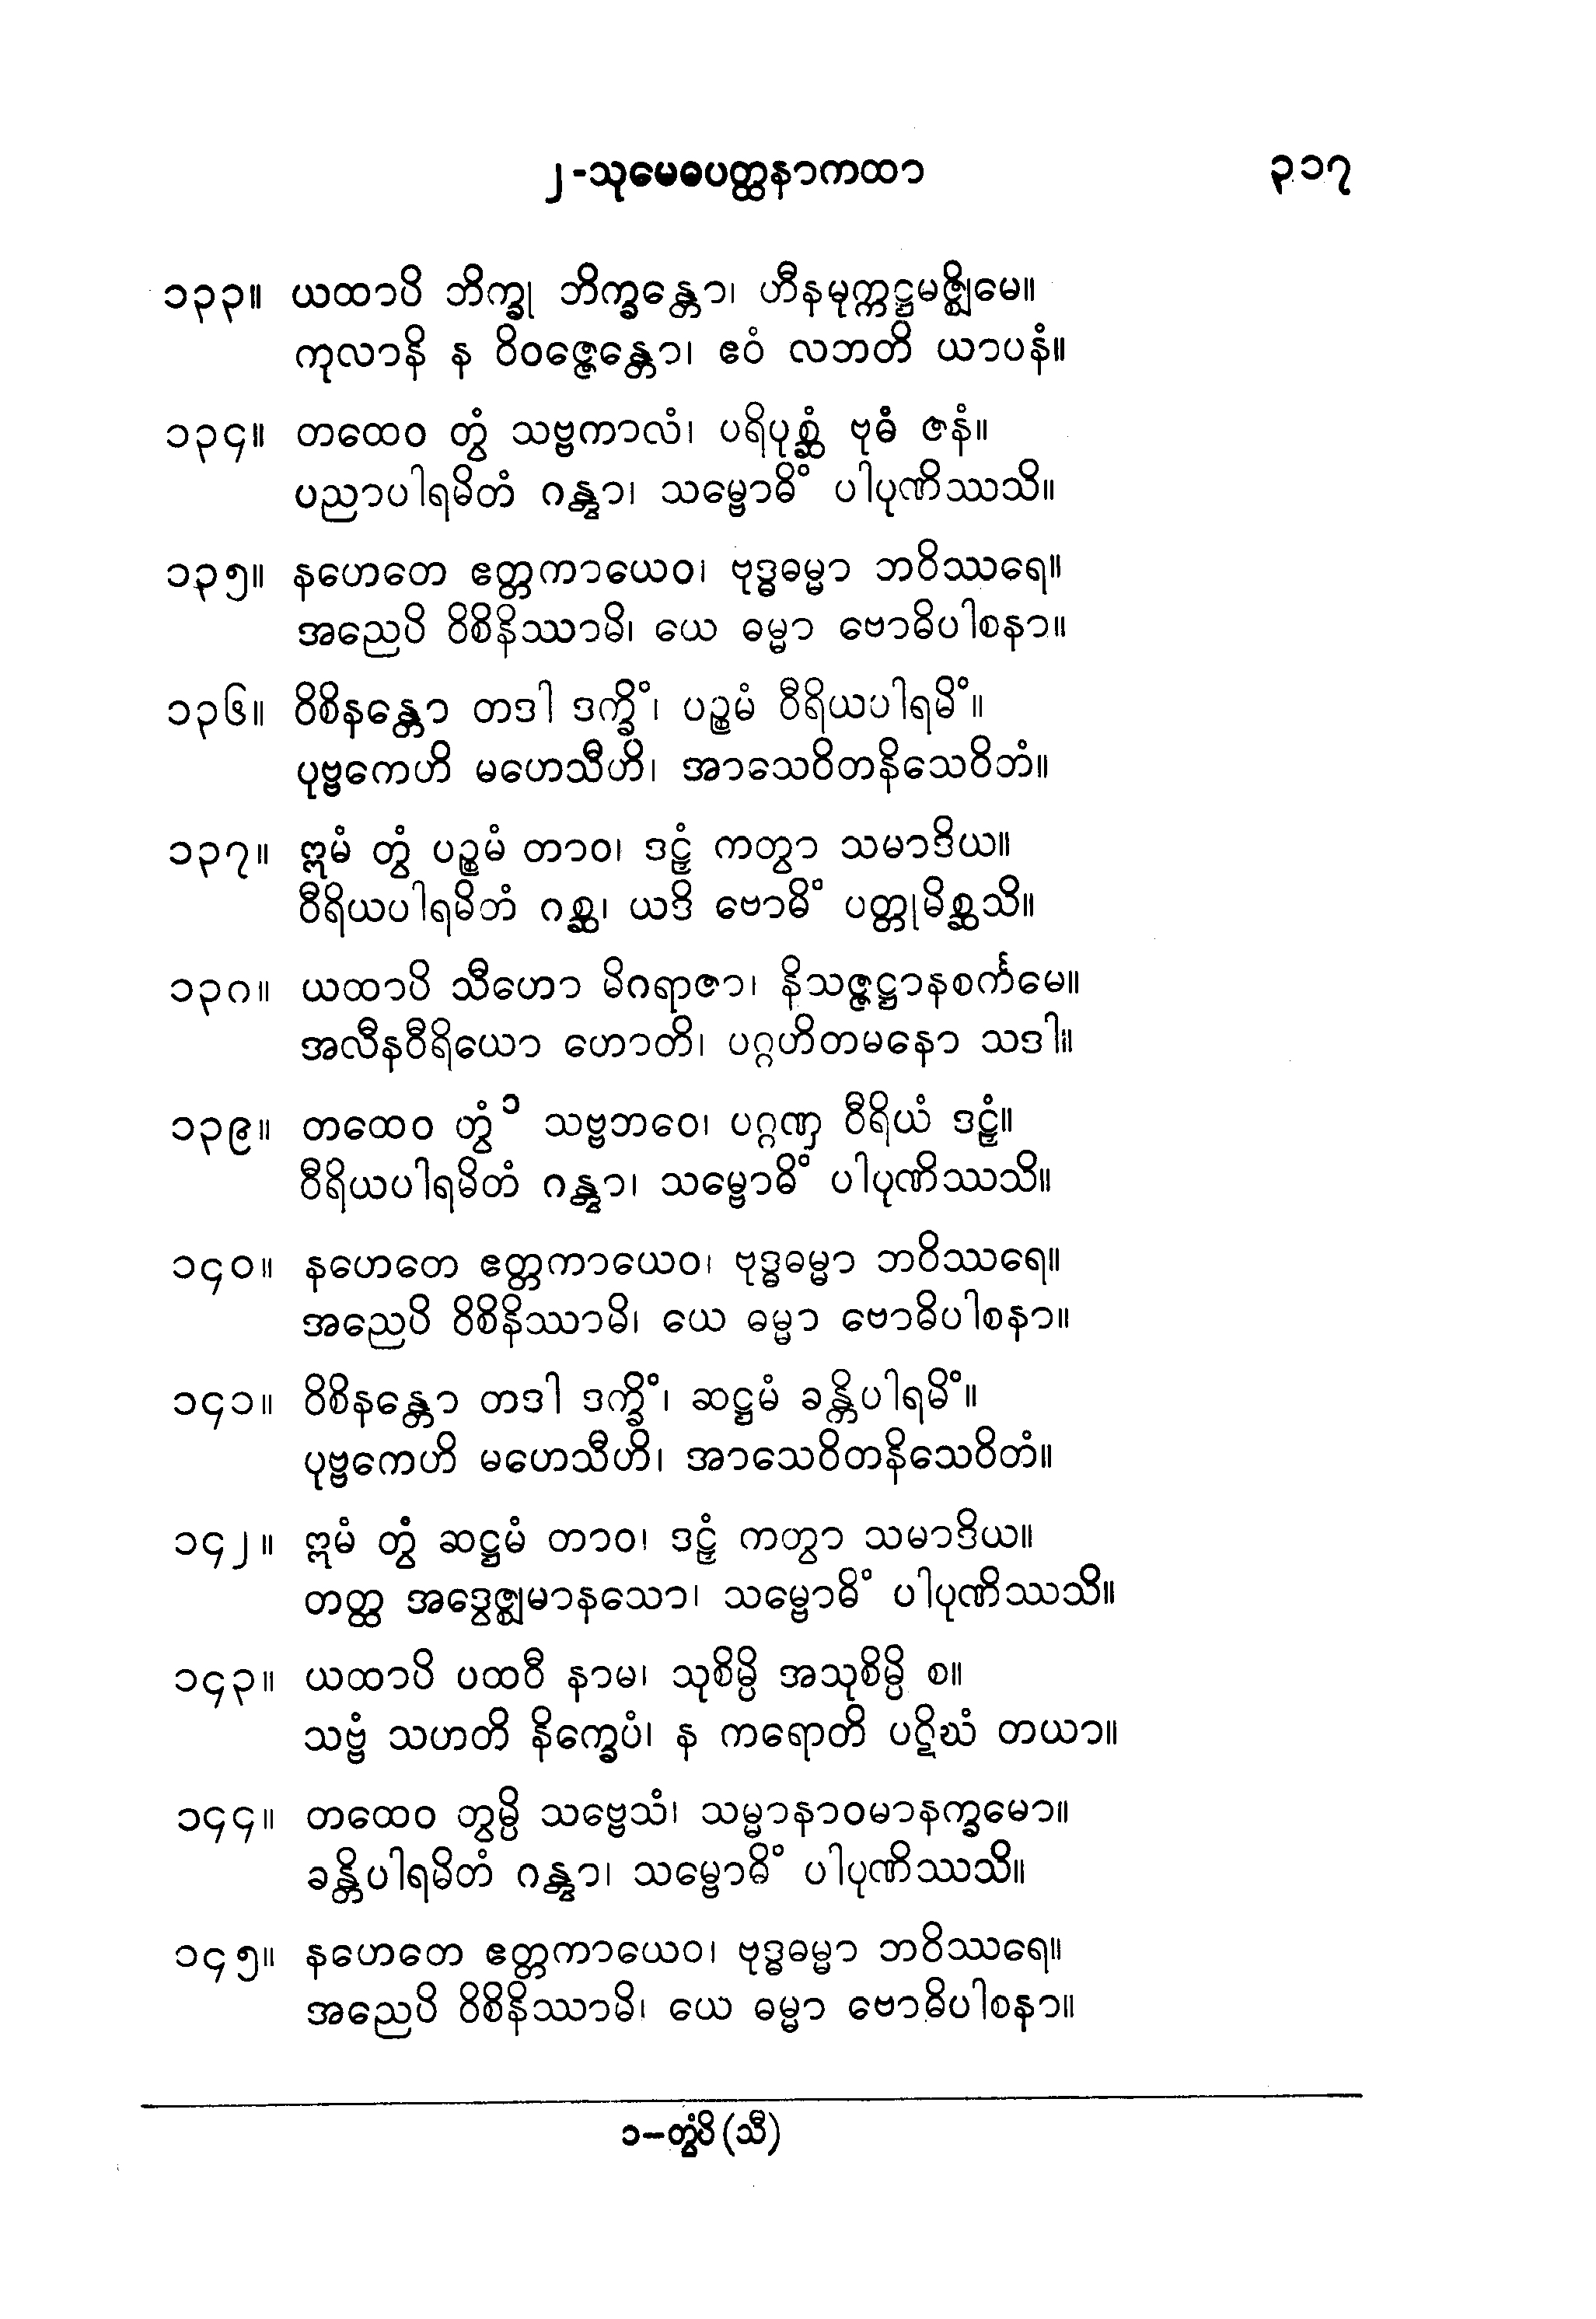 ၂-သုမေဓပတ္ထနာကထာ ၃၁၇
၁၃၃။ ယထာပိ ဘိက္ခု ဘိက္ခန္တော၊ ဟီနမုက္ကဋ္ဌမဇ္ဈိမေ။
ကုလာနိ န ဝိဝဇ္ဇေန္တော၊ ဧဝံ လဘတိ ယာပနံ။
၁၃၄။ တထေဝ တွံ သဗ္ဗကာလံ၊ ပရိပုစ္ဆံ ဗုဓံ ဇနံ။
ပညာပါရမိတံ ဂန္တွာ၊ သမ္ဗောဓိံ ပါပုဏိဿသိ။
၁၃၅။ နဟေတေ ဧတ္တကာယေဝ၊ ဗုဒ္ဓဓမ္မာ ဘဝိဿရေ။
အညေပိ ဝိစိနိဿာမိ၊ ယေ ဓမ္မာ ဗောဓိပါစနာ။
၁၃၆။ ဝိစိနန္တော တဒါ ဒက္ခိံ၊ ပဉ္စမံ ဝီရိယပါရမိံ။
ပုဗ္ဗကေဟိ မဟေသီဟိ၊ အာသေဝိတနိသေဝိတံ။
၁၃၇။ ဣမံ တွံ ပဉ္စမံ တာဝ၊ ဒဠှံ ကတွာ သမာဒိယ။
ဝီရိယပါရမိတံ ဂစ္ဆ၊ ယဒိ ဗောဓိံ ပတ္တုမိစ္ဆသိ။
၁၃၈။ ယထာပိ သီဟော မိဂရာဇာ၊ နိသဇ္ဇဋ္ဌာနစင်္ကမေ။
အလီနဝီရိယော ဟောတိ၊ ပဂ္ဂဟိတမနော သဒါ။
၁၃၉။ တထေဝ တွံ ၁ သဗ္ဗဘဝေ၊ ပဂ္ဂဏှ ဝီရိယံ ဒဠှံ။
ဝီရိယပါရမိတံ ဂန္တွာ၊ သမ္ဗောဓိံ ပါပုဏိဿသိ။
၁၄၀။ နဟေတေ ဧတ္တကာယေဝ၊ ဗုဒ္ဓဓမ္မာ ဘဝိဿရေ။
အညေပိ ဝိစိနိဿာမိ၊ ယေ ဓမ္မာ ဗောဓိပါစနာ။
၁၄၁။ ဝိစိနန္တော တဒါ ဒက္ခိံ၊ ဆဋ္ဌမံ ခန္တိပါရမိံ။
ပုဗ္ဗကေဟိ မဟေသီဟိ၊ အာသေဝိတနိသေဝိတံ။
၁၄၂။ ဣမံ တွံ ဆဋ္ဌမံ တာဝ၊ ဒဠှံ ကတွာ သမာဒိယ။
တတ္ထ အဒွေဇ္ဈမာနသော၊ သမ္ဗောဓိံ ပါပုဏိဿသိ။
၁၄၃။ ယထာပိ ပထဝီ နာမ၊ သုစိမ္ပိ အသုစိမ္ပိ စ။
သဗ္ဗံ သဟတိ နိက္ခေပံ၊ န ကရောတိ ပဋိဃံ တယာ။
၁၄၄။ တထေဝ တွမ္ပိ သဗ္ဗေသံ၊ သမ္မာနာဝမာနက္ခမော။
ခန္တိပါရမိတံ ဂန္တွာ၊ သမ္ဗောဓိံ ပါပုဏိဿသိ။
၁၄၅။ နဟေတေ ဧတ္တကာယေဝ၊ ဗုဒ္ဓဓမ္မာ ဘဝိဿရေ။
အညေပိ ဝိစိနိဿာမိ၊ ယေ ဓမ္မာ ဗောဓိပါစနာ။
၁—တွံပိ (သီ)